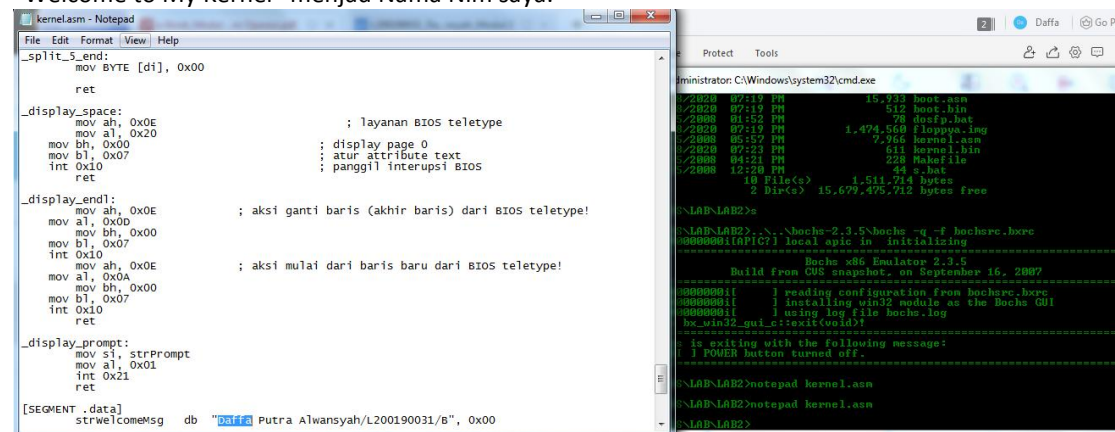 "Welcome to My Kernel" menjadi Nama Nim saya.
kernel.asm - Notepad
File Edit Format View Help
_split_5_end:
mov BYTE [di], 0x00
ret
_display_space:
mov ah, 0x0E ; layanan BIOS teletype
mov al, 0x20
mov bh, 0x00 ; display page 0
mov bl, 0x07 ; atur attribute text
int 0x10 ; panggil interupsi BIOS
ret
_display_endl:
mov ah, 0x0E ; aksi ganti baris (akhir baris) dari BIOS teletype!
mov al, 0x0D
mov bh, 0x00
mov bl, 0x07
int 0x10
mov ah, 0x0E ; aksi mulai dari baris baru dari BIOS teletype!
mov al, 0x0A
mov bh, 0x00
mov bl, 0x07
int 0x10
ret
_display_prompt:
mov si, strPrompt
mov al, 0x01
int 0x21
ret
[SEGMENT .data]
strWelcomeMsg db "Daffa Putra Alwansyah/L200190031/B", 0x00
2 Daffa Go P
Protect Tools
dministrator: C:\Windows\system32\cmd.exe
/2020 07:19 PM 15,933 boot.asm
/2020 07:19 PM 512 boot.bin
/2008 01:52 PM 78 dosfp.bat
/2020 07:19 PM 1,474,560 floppya.img
/2008 05:57 PM 7,966 kernel.asm
/2020 07:23 PM 611 kernel.bin
/2008 04:21 PM 228 Makefile
/2008 12:20 PM 44 s.bat
10 File(s) 1,511,714 bytes
2 Dir(s) 15,679,475,712 bytes free
\LAB\LAB2>s
\LAB\LAB2>..\..\bochs-2.3.5\bochs -q -f bochsrc.bxrc
0000000i[APIC?] local apic in initializing
Bochs x86 Emulator 2.3.5
Build from CVS snapshot, on September 16, 2007
0000000i[ ] reading configuration from bochsrc.bxrc
0000000i[ ] installing win32 module as the Bochs GUI
0000000i[ ] using log file bochs.log
bx_win32_gui_c::exit(void)!
s is exiting with the following message:
[ ] POWER button turned off.
\LAB\LAB2>notepad kernel.asm
\LAB\LAB2>notepad kernel.asm
\LAB\LAB2>